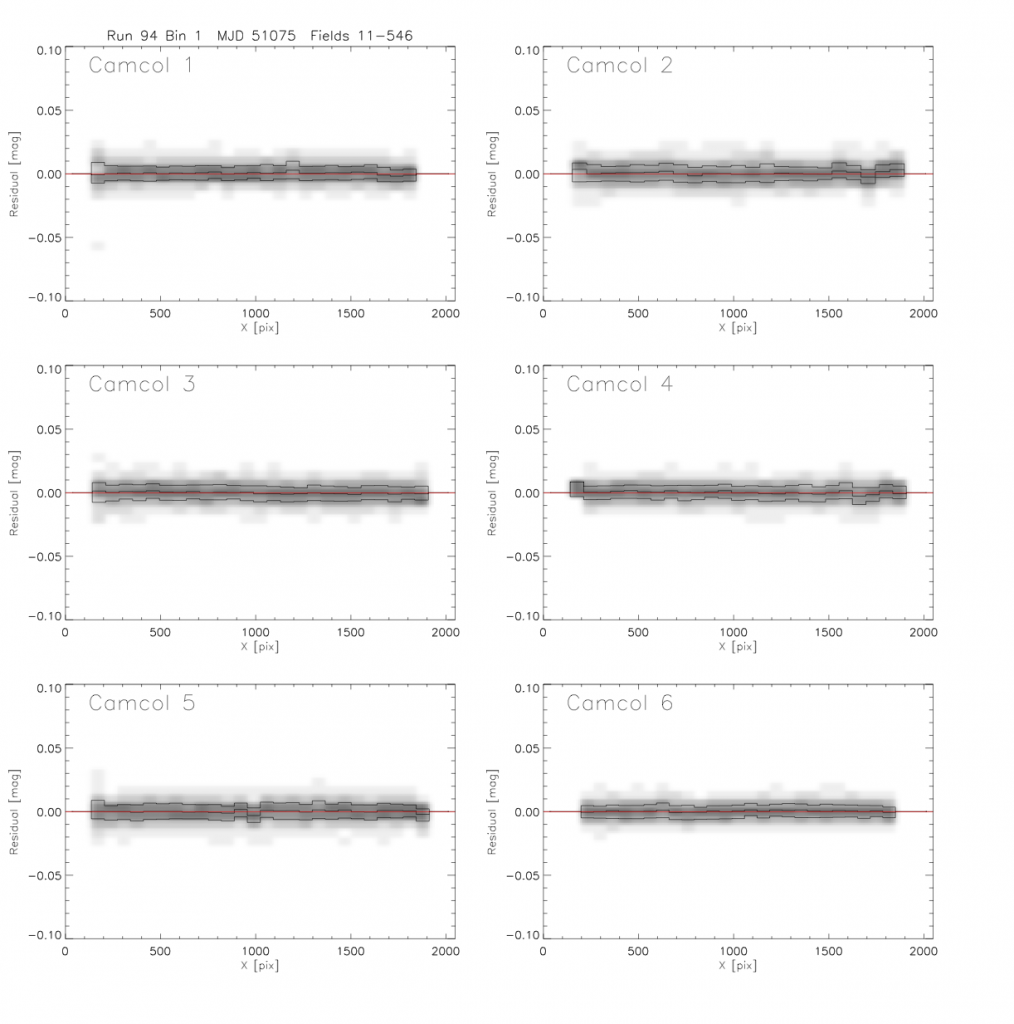 Run 94 Bin 1 MJD 51075 Fields 11-546
Camcol 1
0.10
0.05
0.00
-0.05
-0.10
Residual [mag]
0 500 1000 1500 2000
X [pix]
Camcol 2
0.10
0.05
0.00
-0.05
-0.10
Residual [mag]
0 500 1000 1500 2000
X [pix]
Camcol 3
0.10
0.05
0.00
-0.05
-0.10
Residual [mag]
0 500 1000 1500 2000
X [pix]
Camcol 4
0.10
0.05
0.00
-0.05
-0.10
Residual [mag]
0 500 1000 1500 2000
X [pix]
Camcol 5
0.10
0.05
0.00
-0.05
-0.10
Residual [mag]
0 500 1000 1500 2000
X [pix]
Camcol 6
0.10
0.05
0.00
-0.05
-0.10
Residual [mag]
0 500 1000 1500 2000
X [pix]